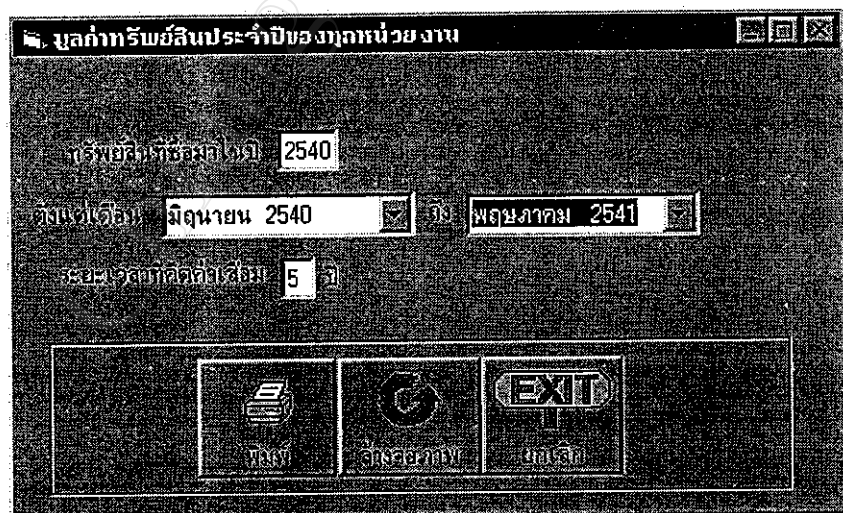 มูลค่าทรัพย์สินประจำปีของทุกหน่วยงาน
ทรัพย์สินที่ซื้อมาในปี 2540
ตั้งแต่เดือน มิถุนายน 2540 ถึง พฤษภาคม 2541
ระยะเวลาที่คิดค่าเสื่อม 5 ปี
EXIT
พิมพ์ ล้างจอภาพ ยกเลิก